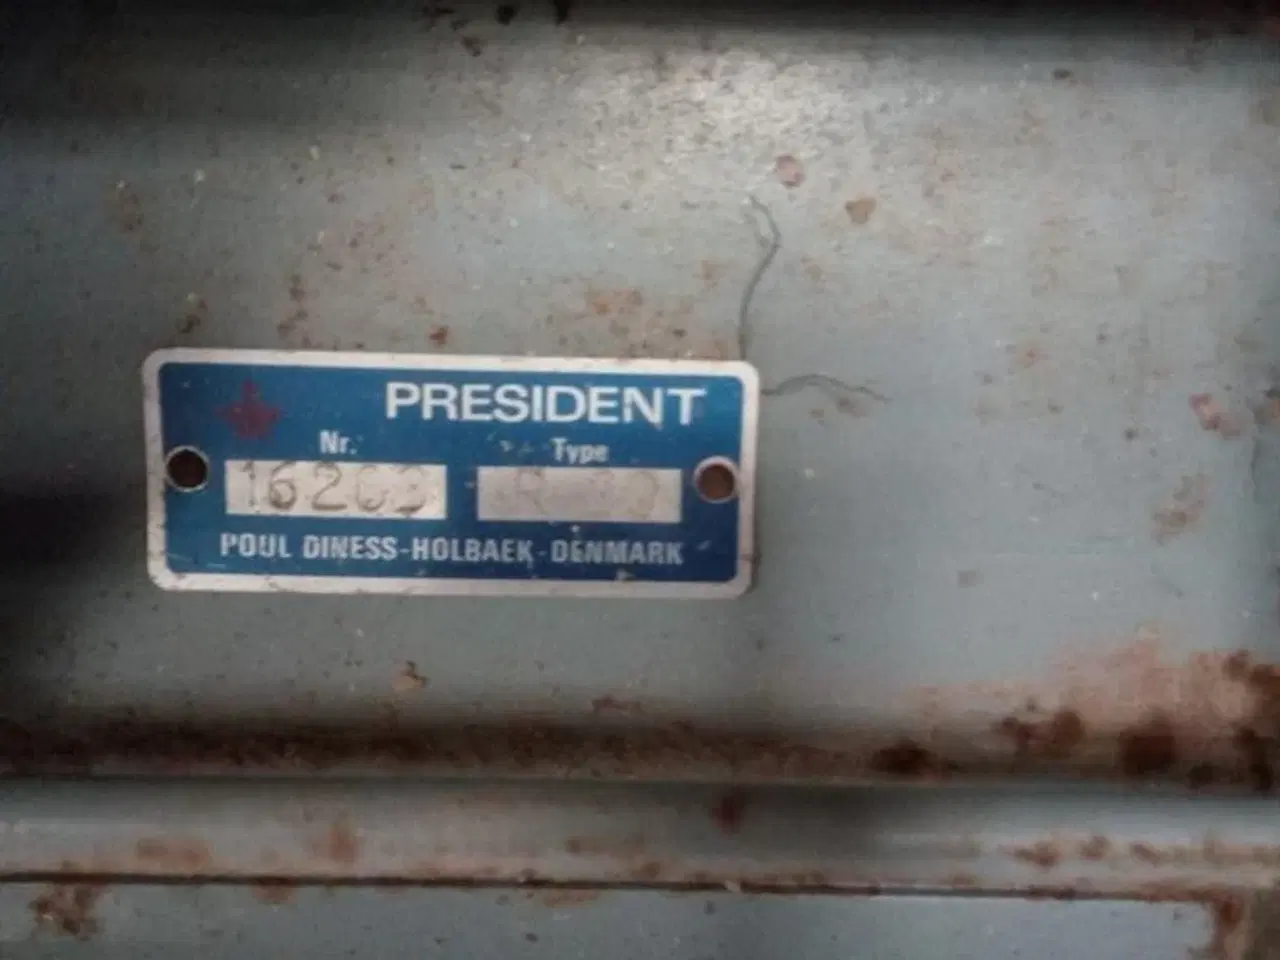 PRESIDENT
Nr. Type
POUL DINESS-HOLBAEK-DENMARK